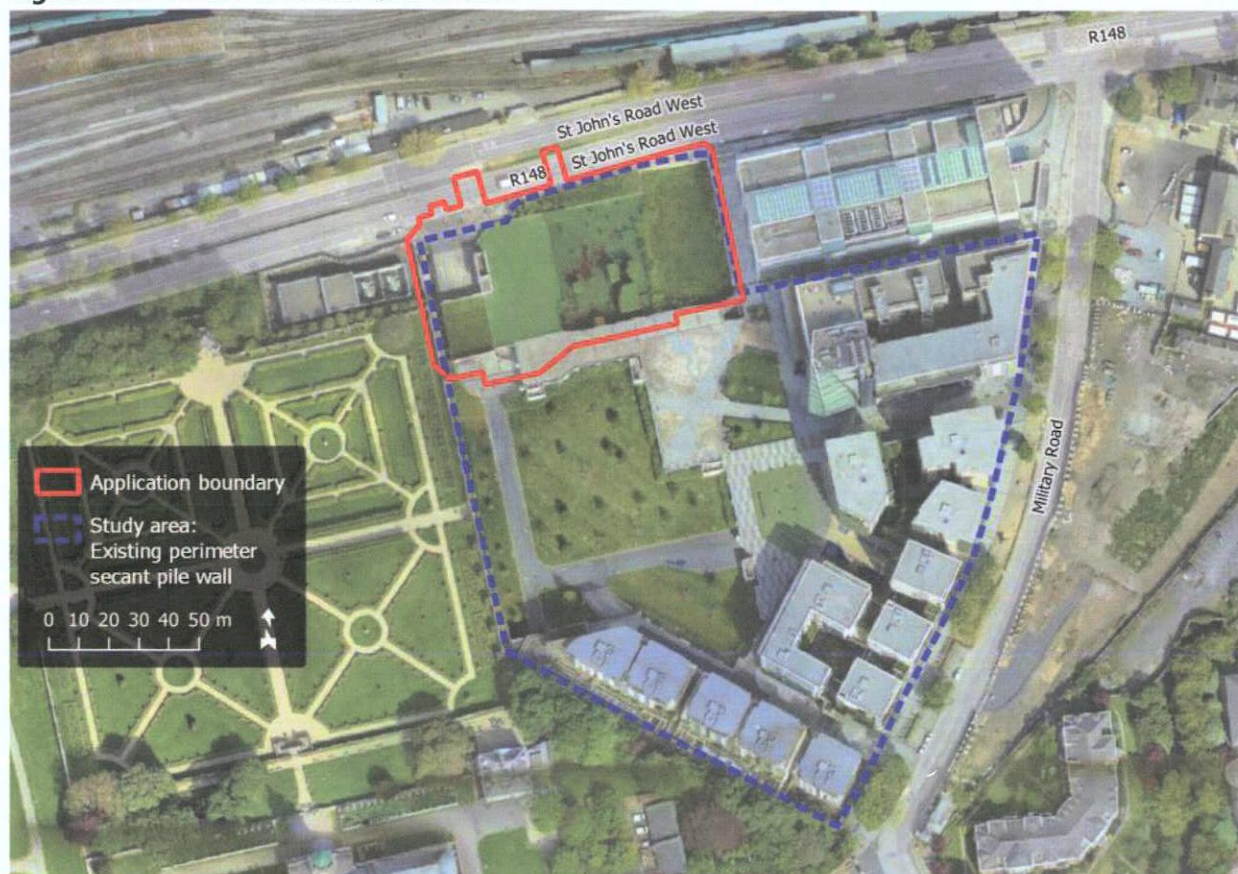 R148
St John's Road West
St John's Road West
R148
Military Road
Application boundary
Study area:
Existing perimeter
secant pile wall
0 10 20 30 40 50 m